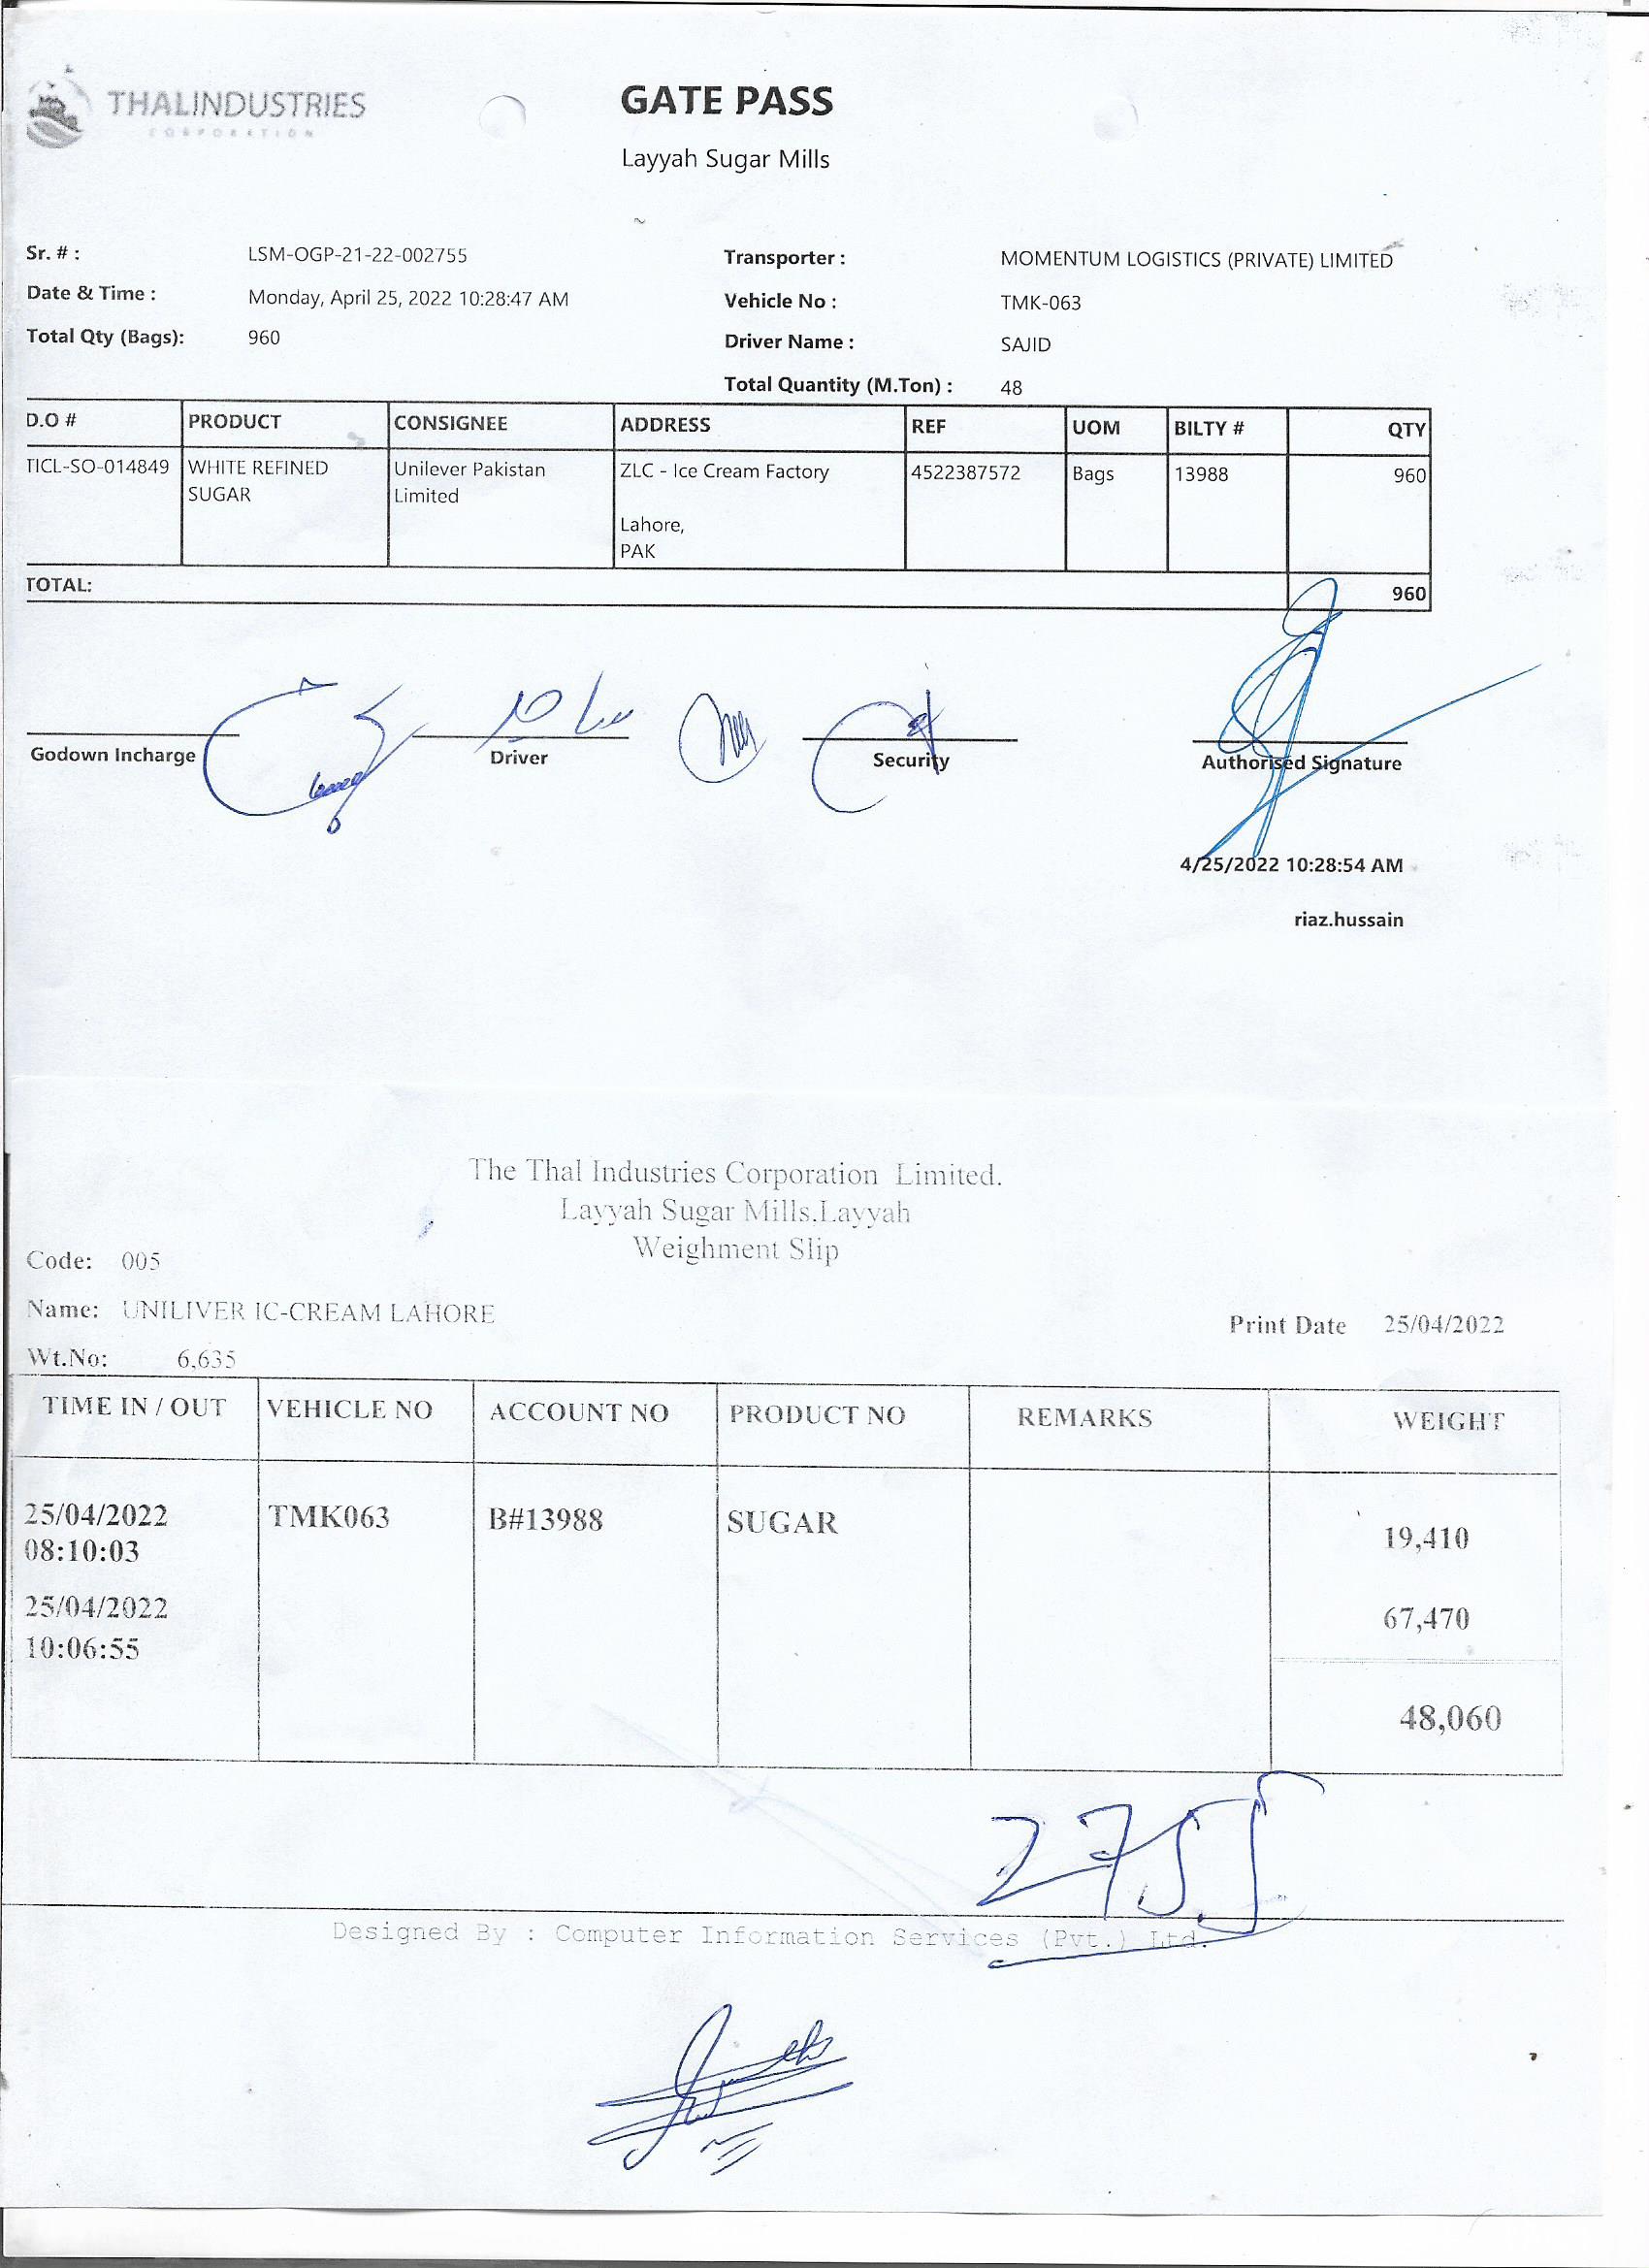 THALINDUSTRIES
CORPORATION
GATE PASS
Layyah Sugar Mills
Sr. # : LSM-OGP-21-22-002755
Date & Time : Monday, April 25, 2022 10:28:47 AM
Total Qty (Bags): 960
Transporter : MOMENTUM LOGISTICS (PRIVATE) LIMITED
Vehicle No : TMK-063
Driver Name : SAJID
Total Quantity (M.Ton) : 48
D.O # PRODUCT CONSIGNEE ADDRESS REF UOM BILTY # QTY
TICL-SO-014849 WHITE REFINED Unilever Pakistan ZLC - Ice Cream Factory 4522387572 Bags 13988 960
SUGAR Limited
Lahore,
PAK
TOTAL: 960
ساجد
Godown Incharge Driver Security Authorised Signature
4/25/2022 10:28:54 AM
riaz.hussain
The Thal Industries Corporation Limited.
Layyah Sugar Mills.Layyah
Weighment Slip
Code: 005
Name: UNILIVER IC-CREAM LAHORE
Print Date 25/04/2022
Wt.No: 6,635
TIME IN / OUT VEHICLE NO ACCOUNT NO PRODUCT NO REMARKS WEIGHT
25/04/2022 TMK063 B#13988 SUGAR 19,410
08:10:03
25/04/2022 67,470
10:06:55
48,060
2755
Designed By : Computer Information Services (Pvt.) Ltd.